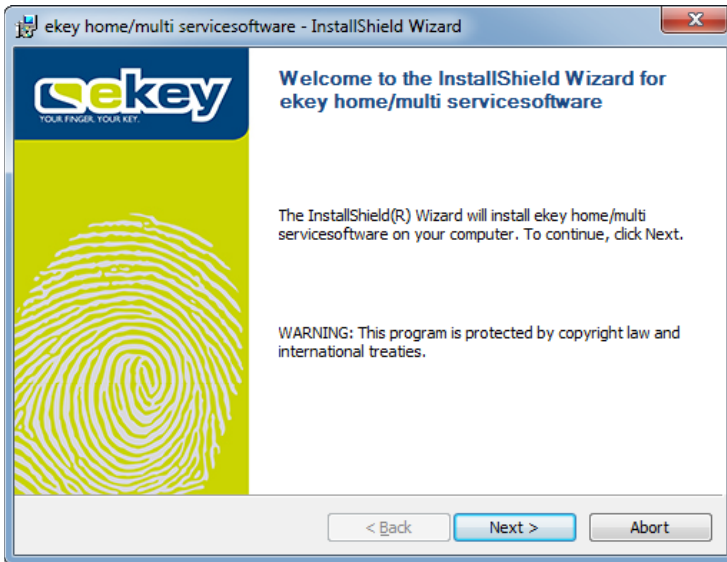 ekey home/multi servicesoftware - InstallShield Wizard
ekey
YOUR FINGER. YOUR KEY.
Welcome to the InstallShield Wizard for
ekey home/multi servicesoftware
The InstallShield(R) Wizard will install ekey home/multi
servicesoftware on your computer. To continue, click Next.
WARNING: This program is protected by copyright law and
international treaties.
< Back
Next >
Abort